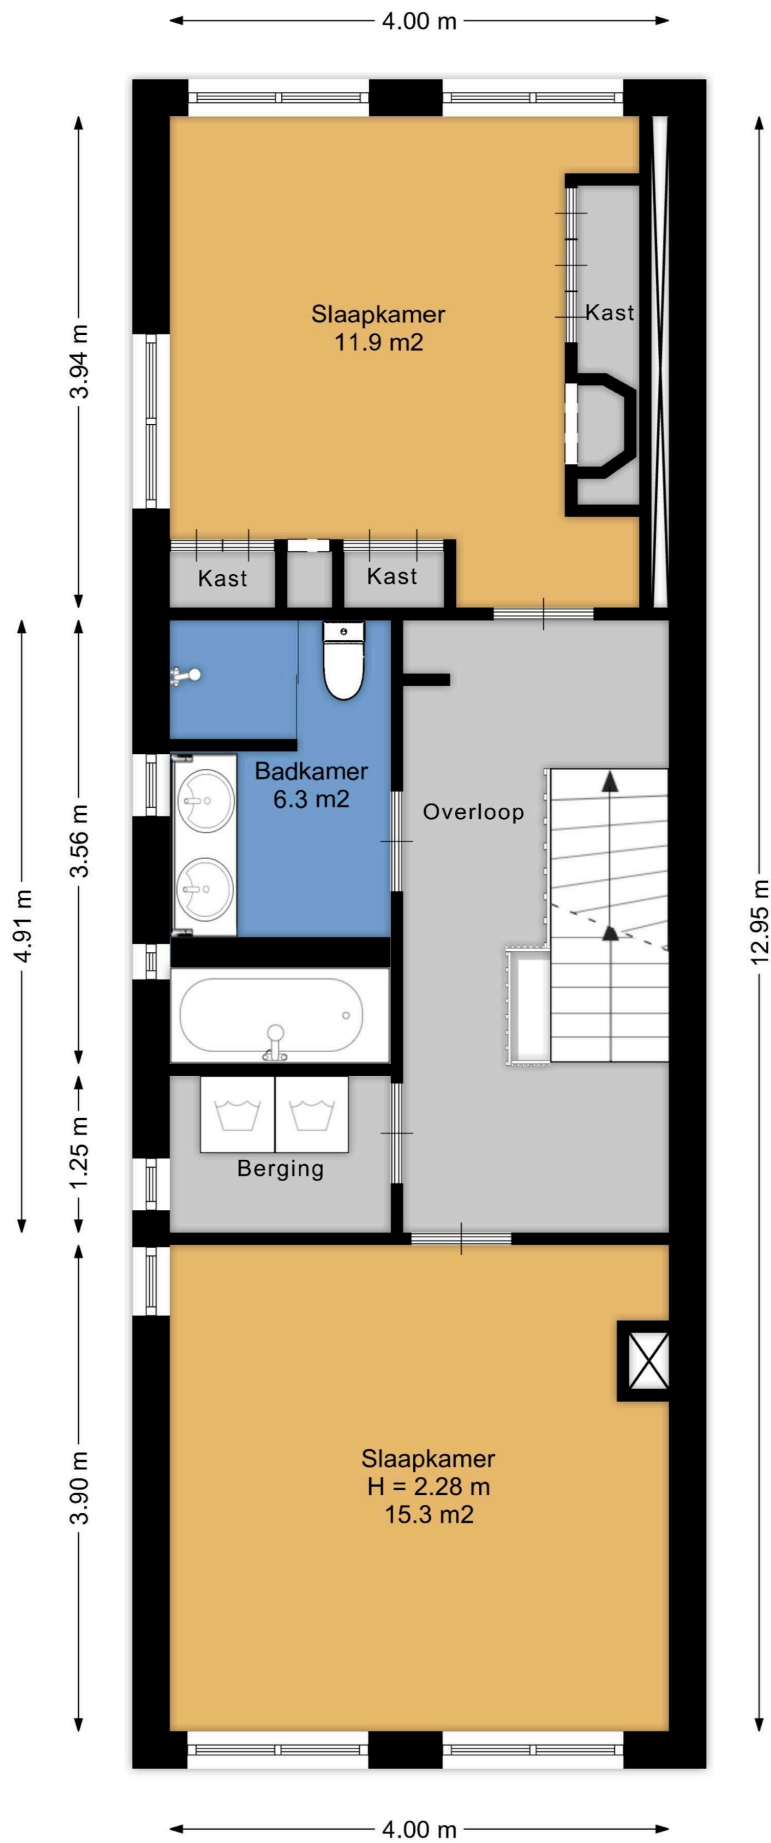 4.00 m
3.94 m
Slaapkamer
11.9 m2
Kast
Kast
Kast
Badkamer
6.3 m2
Overloop
3.56 m
4.91 m
12.95 m
1.25 m
Berging
3.90 m
Slaapkamer
H = 2.28 m
15.3 m2
4.00 m